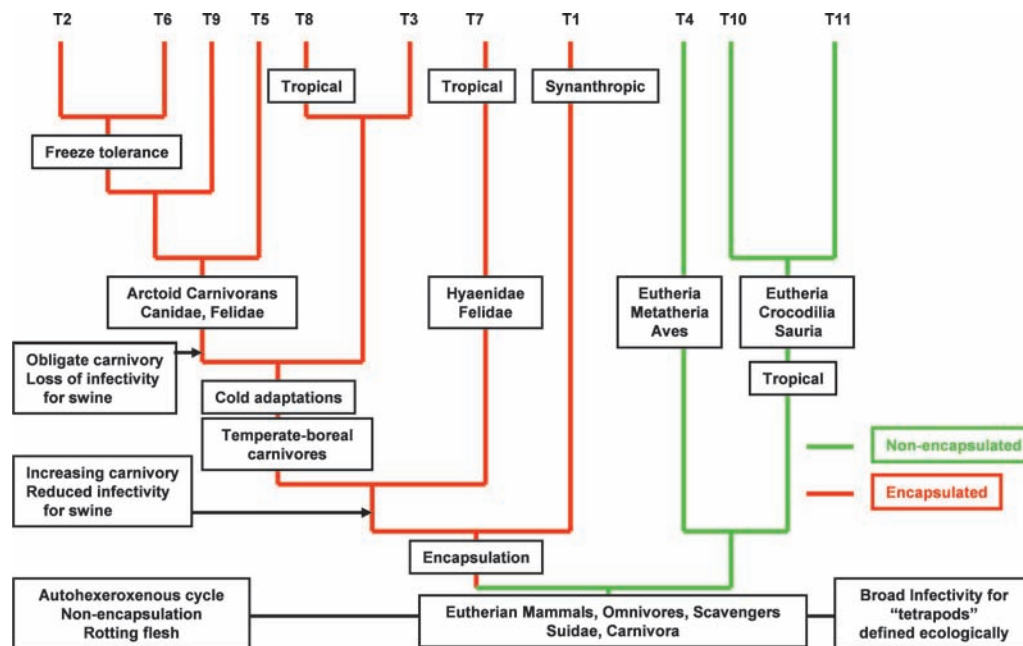 T2 T6 T9 T5 T8 T3 T7 T1 T4 T10 T11
Tropical
Tropical
Synanthropic
Freeze tolerance
Arctoid Carnivorans
Canidae, Felidae
Hyaenidae
Felidae
Eutheria
Metatheria
Aves
Eutheria
Crocodilia
Sauria
Obligate carnivory
Loss of infectivity
for swine
Tropical
Cold adaptations
Temperate-boreal
carnivores
Non-encapsulated
Increasing carnivory
Reduced infectivity
for swine
Encapsulated
Encapsulation
Autohexeroxenous cycle
Non-encapsulation
Rotting flesh
Eutherian Mammals, Omnivores, Scavengers
Suidae, Carnivora
Broad Infectivity for
“tetrapods”
defined ecologically